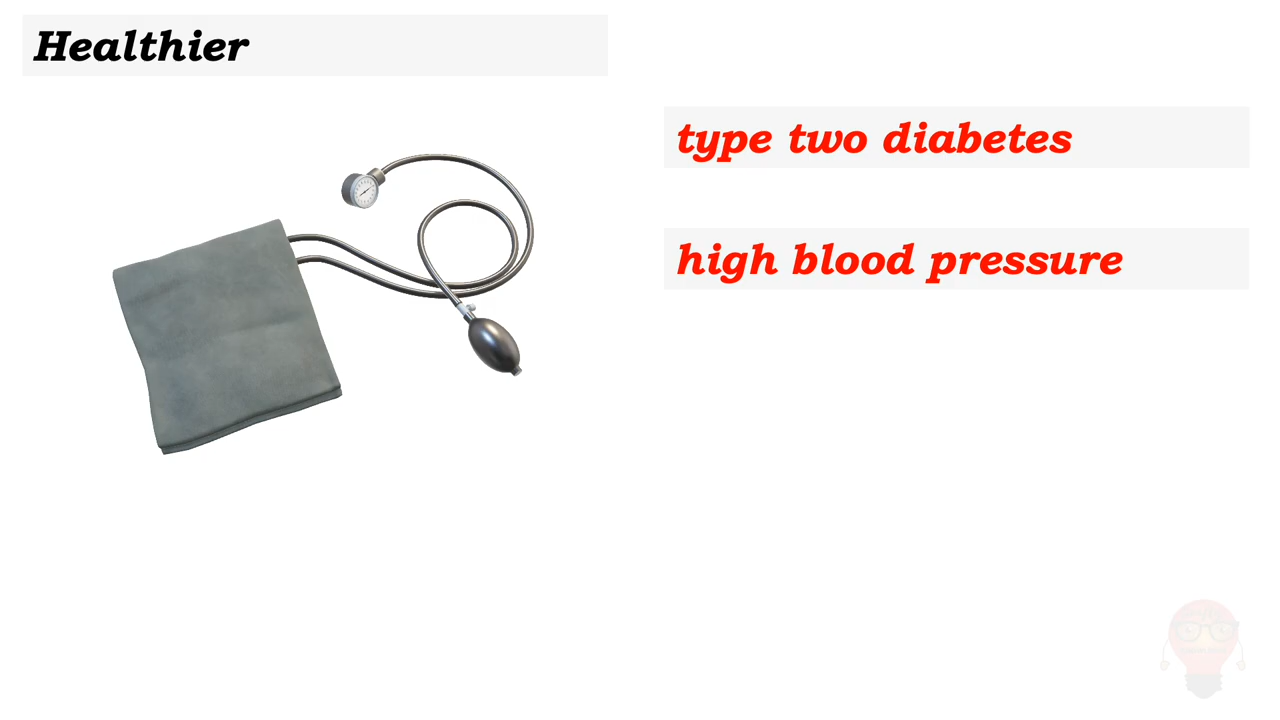 Healthier
type two diabetes
high blood pressure